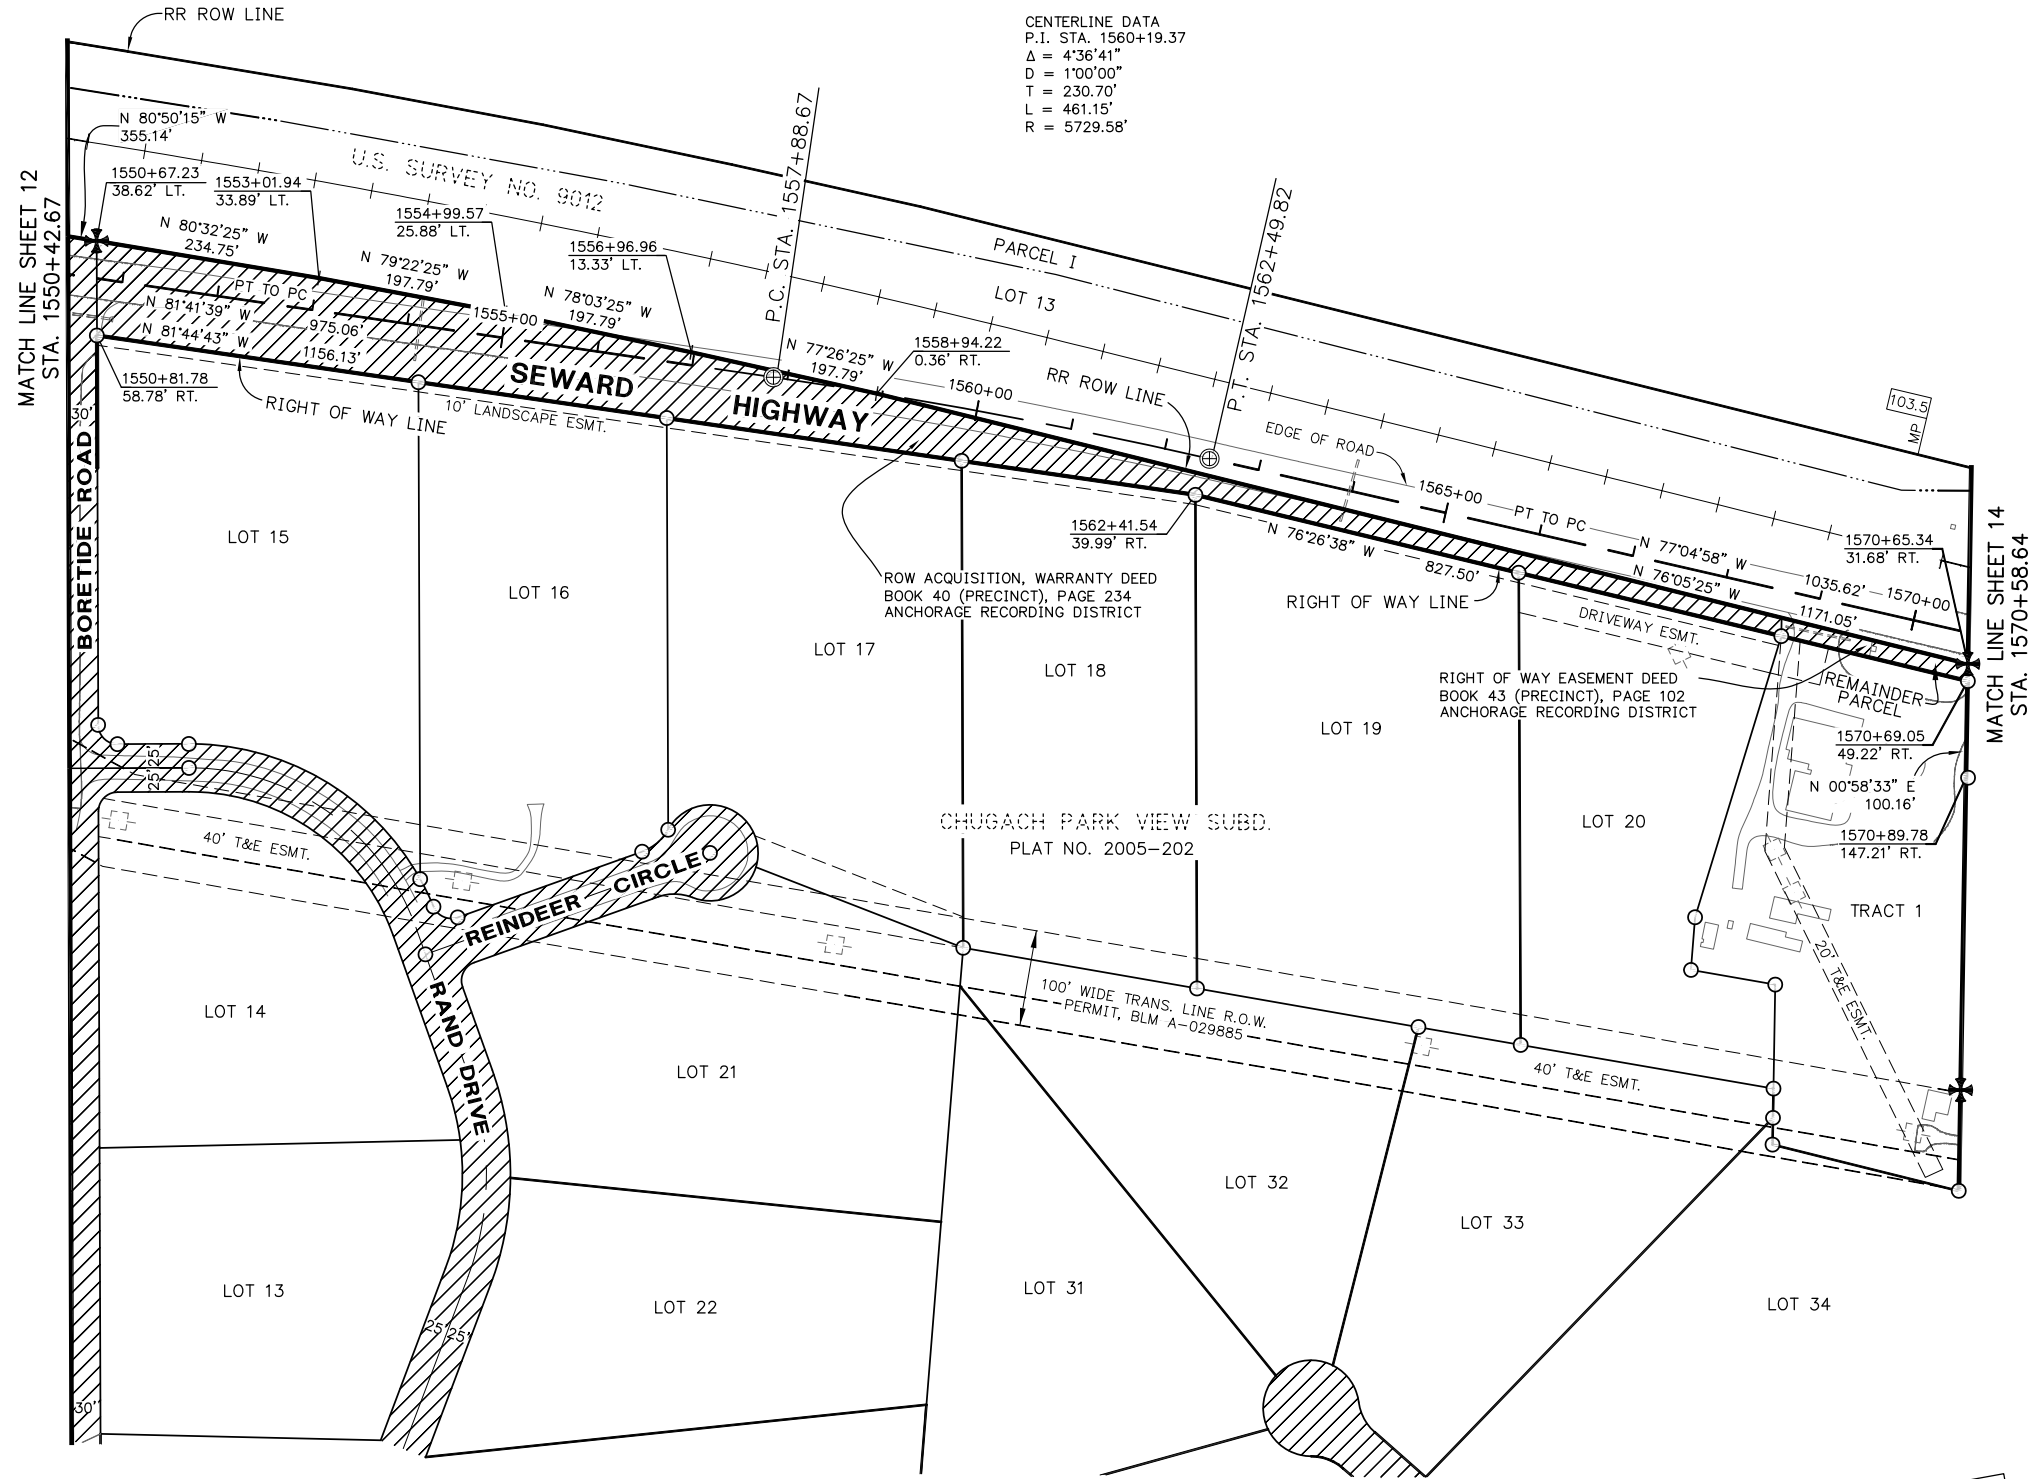 RR ROW LINE
CENTERLINE DATA
P.I. STA. 1560+19.37
Δ = 4°36'41"
D = 1°00'00"
T = 230.70'
L = 461.15'
R = 5729.58'
MATCH LINE SHEET 12
STA. 1550+42.67
N 80°50'15" W
355.14'
1550+67.23
38.62' LT.
1553+01.94
33.89' LT.
U.S. SURVEY NO. 9012
1554+99.57
25.88' LT.
1556+96.96
13.33' LT.
P.C. STA. 1557+88.67
P.T. STA. 1562+49.82
PARCEL I
LOT 13
N 80°32'25" W
234.75'
N 79°22'25" W
197.79'
N 78°03'25" W
197.79'
N 77°26'25" W
197.79'
PT TO PC
N 81°41'39" W
975.06'
1555+00
N 81°44'43" W
1156.13'
1558+94.22
0.36' RT.
1560+00
RR ROW LINE
SEWARD
HIGHWAY
1550+81.78
58.78' RT.
RIGHT OF WAY LINE
10' LANDSCAPE ESMT.
30'
BORETIDE ROAD
EDGE OF ROAD
103.5
MP
1565+00
PT TO PC
N 77°04'58" W
1035.62'
1570+00
1570+65.34
31.68' RT.
MATCH LINE SHEET 14
STA. 1570+58.64
1562+41.54
39.99' RT.
N 76°26'38" W
827.50'
N 76°05'25" W
1171.05'
RIGHT OF WAY LINE
DRIVEWAY ESMT.
ROW ACQUISITION, WARRANTY DEED
BOOK 40 (PRECINCT), PAGE 234
ANCHORAGE RECORDING DISTRICT
RIGHT OF WAY EASEMENT DEED
BOOK 43 (PRECINCT), PAGE 102
ANCHORAGE RECORDING DISTRICT
REMAINDER
PARCEL
1570+69.05
49.22' RT.
N 00°58'33" E
100.16'
1570+89.78
147.21' RT.
LOT 15
LOT 16
LOT 17
LOT 18
LOT 19
LOT 20
TRACT 1
25' 25'
40' T&E ESMT.
CHUGACH PARK VIEW SUBD.
PLAT NO. 2005-202
REINDEER CIRCLE
RAND DRIVE
100' WIDE TRANS. LINE R.O.W.
PERMIT, BLM A-029885
20' T&E ESMT.
40' T&E ESMT.
LOT 14
LOT 21
LOT 32
LOT 33
LOT 13
LOT 22
LOT 31
LOT 34
25' 25'
30'